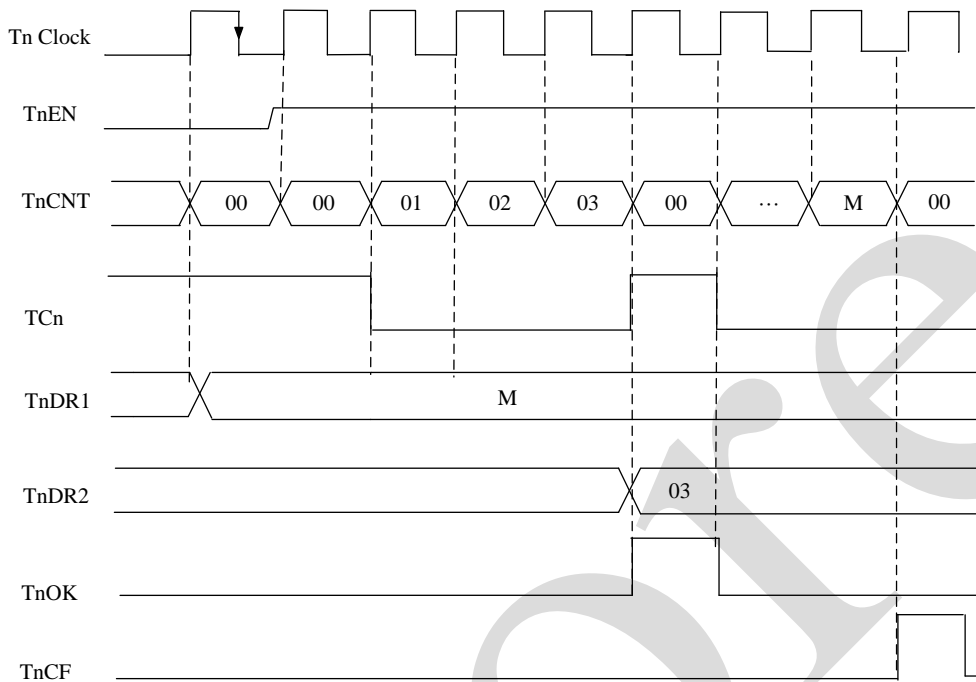 Tn Clock
TnEN
TnCNT 00 00 01 02 03 00 ... M 00
TCn
TnDR1 M
TnDR2 03
TnOK
TnCF